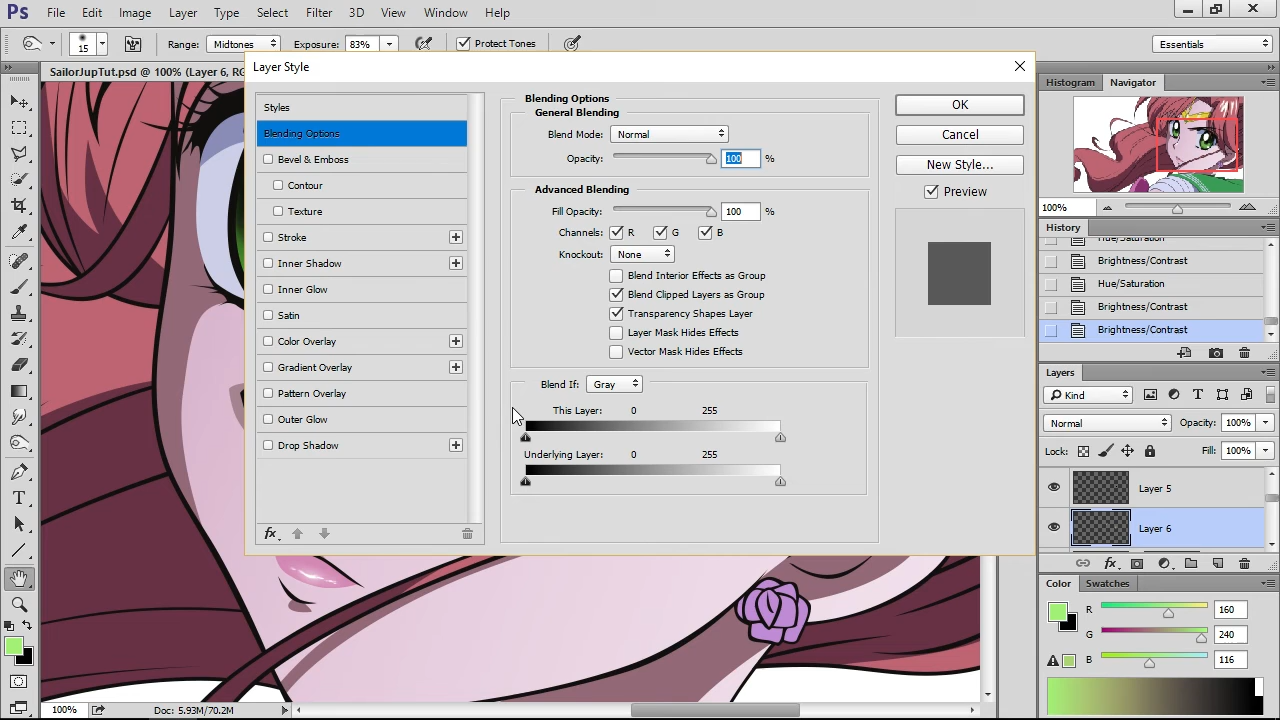 Ps File Edit Image Layer Type Select Filter 3D View Window Help
15 Range: Midtones Exposure: 83% Protect Tones Essentials
SailorJupTut.psd @ 100% (Layer 6, RG
Layer Style
Styles
Blending Options
Bevel & Emboss
Contour
Texture
Stroke
Inner Shadow
Inner Glow
Satin
Color Overlay
Gradient Overlay
Pattern Overlay
Outer Glow
Drop Shadow
fx
Blending Options
General Blending
Blend Mode: Normal
Opacity: 100 %
Advanced Blending
Fill Opacity: 100 %
Channels: R G B
Knockout: None
Blend Interior Effects as Group
Blend Clipped Layers as Group
Transparency Shapes Layer
Layer Mask Hides Effects
Vector Mask Hides Effects
Blend If: Gray
This Layer: 0 255
Underlying Layer: 0 255
OK
Cancel
New Style...
Preview
Histogram Navigator
100%
History
Hue/Saturation
Brightness/Contrast
Hue/Saturation
Brightness/Contrast
Brightness/Contrast
Layers
Kind
Normal Opacity: 100%
Lock: Fill: 100%
Layer 5
Layer 6
fx
Color Swatches
R 160
G 240
B 116
100% Doc: 5.93M/70.2M